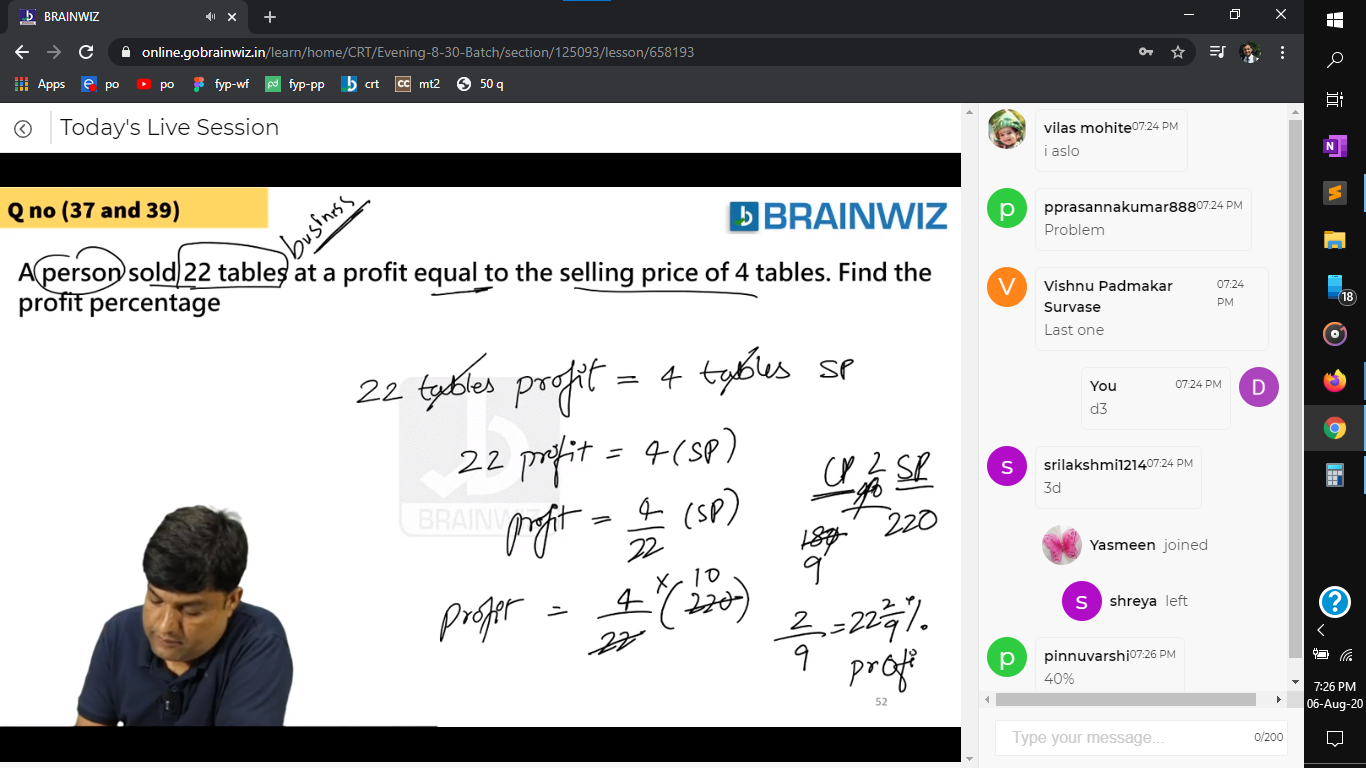 BRAINWIZ
online.gobrainwiz.in/learn/home/CRT/Evening-8-30-Batch/section/125093/lesson/658193
Apps po po fyp-wf fyp-pp crt mt2 50 q
Today's Live Session
Q no (37 and 39)
BRAINWIZ
business
A person sold 22 tables at a profit equal to the selling price of 4 tables. Find the
profit percentage
22 tables profit = 4 tables SP
22 profit = 4 (SP)
profit = 4/22 (SP)
profit = 4/22 x (220)
10
BRAINWIZ
CP 2 SP
40
180 220
9
2/9 = 22 2/9 %
profi
52
vilas mohite 07:24 PM
i aslo
pprasannakumar888 07:24 PM
Problem
Vishnu Padmakar 07:24
Survase PM
Last one
You 07:24 PM
d3
srilakshmi1214 07:24 PM
3d
Yasmeen joined
shreya left
pinnuvarshi 07:26 PM
40%
Type your message... 0/200
18
7:26 PM
06-Aug-20